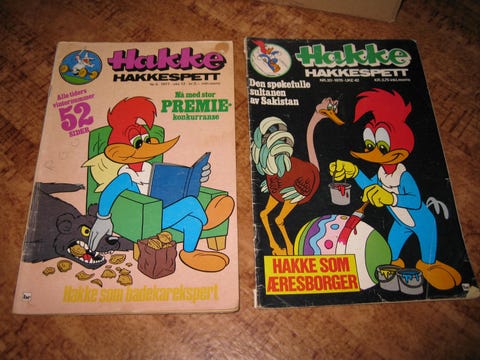 Hakke
HAKKESPETT
Alle tiders
vinternummer
52
SIDER
Nå med stor
PREMIE-
konkurranse
Hakke som badekarekspert
Hakke
HAKKESPETT
Den spøkefulle
sultanen
av Sakistan
HAKKE SOM
ÆRESBORGER